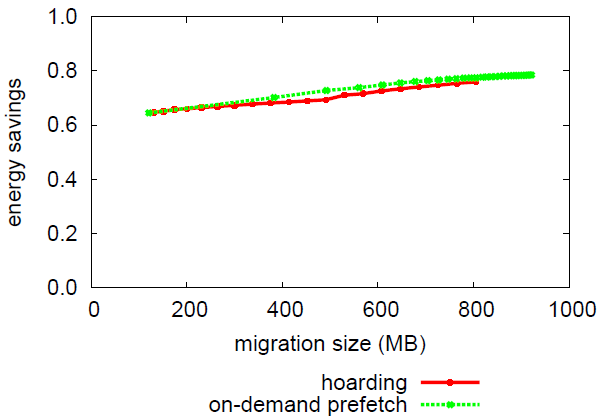 1.0
0.8
0.6
0.4
0.2
0.0
energy savings
0 200 400 600 800 1000
migration size (MB)
hoarding
on-demand prefetch